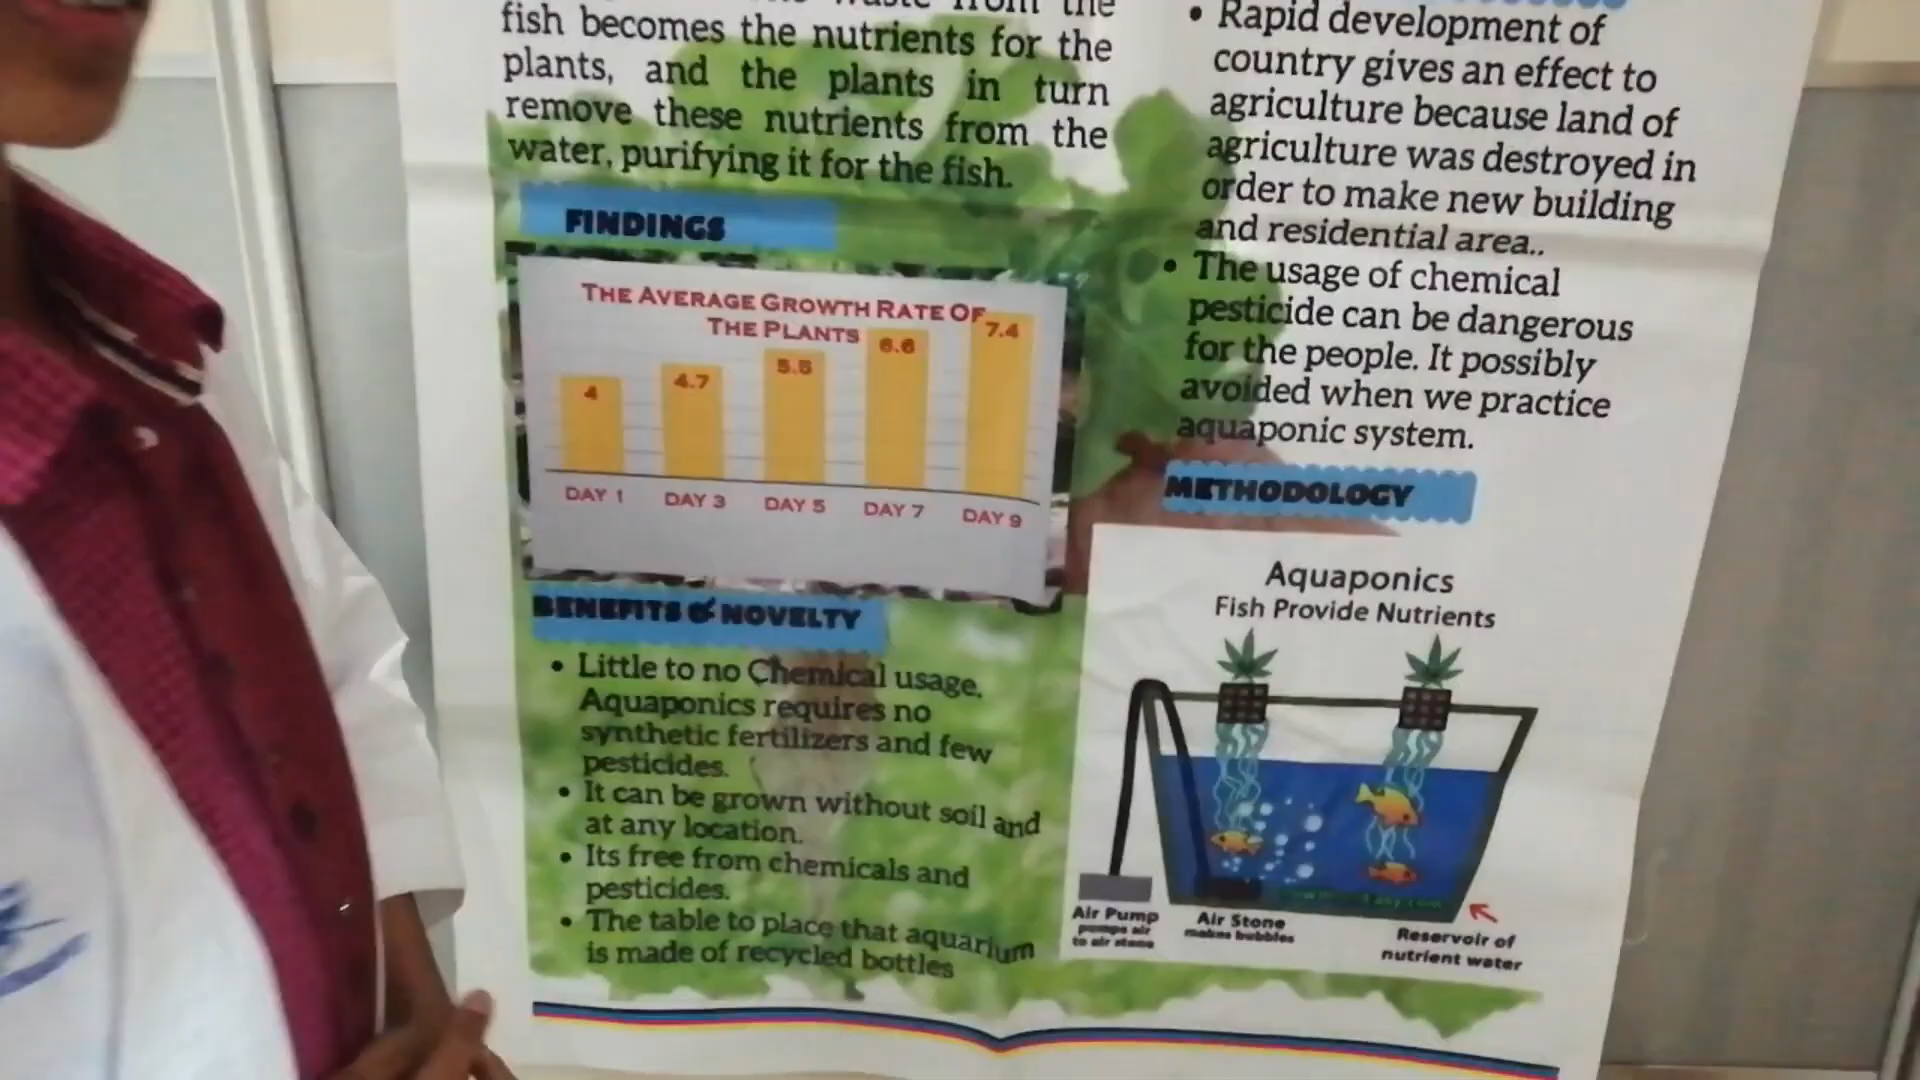 the
fish becomes the nutrients for the
plants, and the plants in turn
remove these nutrients from the
water, purifying it for the fish.
FINDINGS
THE AVERAGE GROWTH RATE OF
THE PLANTS
4
4.7
5.5
6.6
7.4
DAY 1
DAY 3
DAY 5
DAY 7
DAY 9
BENEFITS & NOVELTY
• Little to no Chemical usage.
Aquaponics requires no
synthetic fertilizers and few
pesticides.
• It can be grown without soil and
at any location.
• Its free from chemicals and
pesticides.
• The table to place that aquarium
is made of recycled bottles
• Rapid development of
country gives an effect to
agriculture because land of
agriculture was destroyed in
order to make new building
and residential area..
• The usage of chemical
pesticide can be dangerous
for the people. It possibly
avoided when we practice
aquaponic system.
METHODOLOGY
Aquaponics
Fish Provide Nutrients
Air Pump
pumps air
to air stone
Air Stone
makes bubbles
Reservoir of
nutrient water